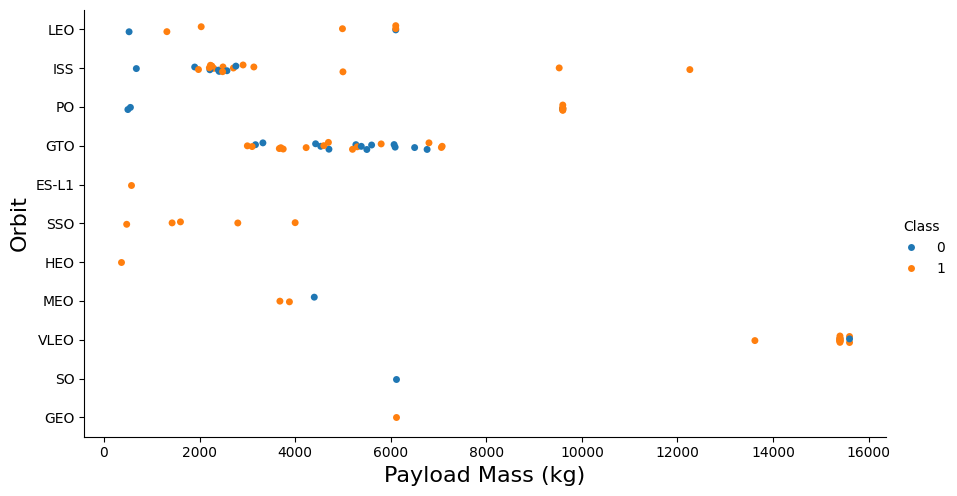 LEO
ISS
PO
GTO
ES-L1
SSO
HEO
MEO
VLEO
SO
GEO
Orbit
0 2000 4000 6000 8000 10000 12000 14000 16000
Payload Mass (kg)
Class
0
1